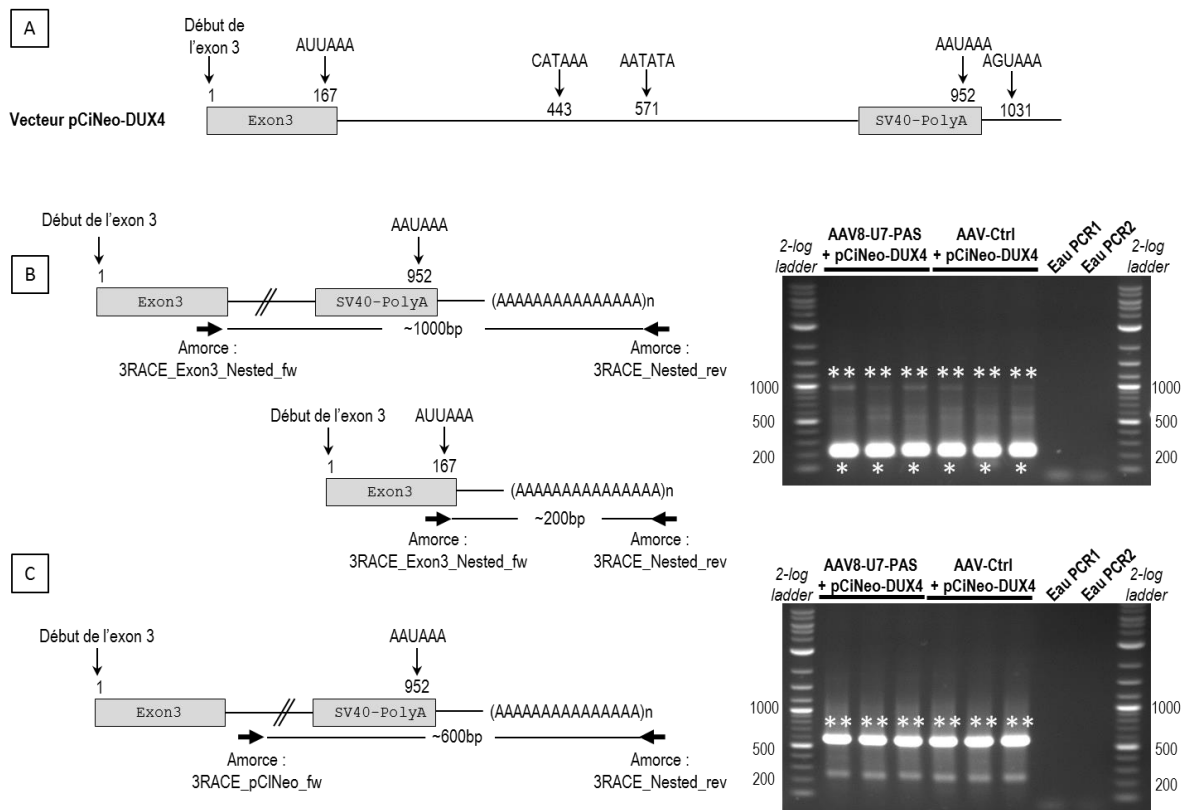 A
Début de
l'exon 3
AUUAAA
CATAAA
AATATA
AAUAAA
AGUAAA
1
167
443
571
952
1031
Vecteur pCiNeo-DUX4
Exon3
SV40-PolyA
B
Début de l'exon 3
AAUAAA
1
952
Exon3
SV40-PolyA
(AAAAAAAAAAAAAAA)n
~1000bp
Amorce :
3RACE_Exon3_Nested_fw
Amorce :
3RACE_Nested_rev
Début de l'exon 3
AUUAAA
1
167
Exon3
(AAAAAAAAAAAAAAA)n
~200bp
Amorce :
3RACE_Exon3_Nested_fw
Amorce :
3RACE_Nested_rev
2-log
ladder
AAV8-U7-PAS
+ pCiNeo-DUX4
AAV-Ctrl
+ pCiNeo-DUX4
Eau PCR1
Eau PCR2
2-log
ladder
** ** ** ** ** **
1000
1000
500
500
200
200
* * * * * *
C
Début de l'exon 3
AAUAAA
1
952
Exon3
SV40-PolyA
(AAAAAAAAAAAAAAA)n
~600bp
Amorce :
3RACE_pCINeo_fw
Amorce :
3RACE_Nested_rev
2-log
ladder
AAV8-U7-PAS
+ pCiNeo-DUX4
AAV-Ctrl
+ pCiNeo-DUX4
Eau PCR1
Eau PCR2
2-log
ladder
1000
1000
** ** ** ** ** **
500
500
200
200